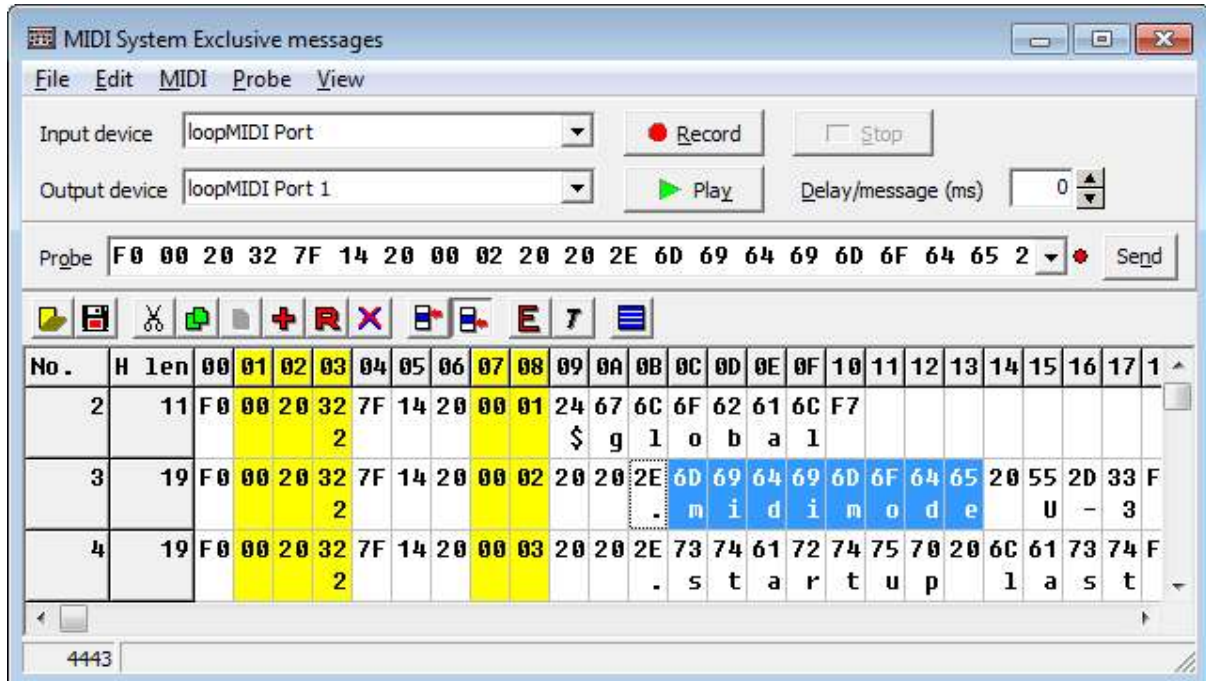 MIDI System Exclusive messages
File Edit MIDI Probe View
Input device loopMIDI Port Record Stop
Output device loopMIDI Port 1 Play Delay/message (ms) 0
Probe F0 00 20 32 7F 14 20 00 02 20 20 2E 6D 69 64 69 6D 6F 64 65 2 Send
R E T
No. H len 00 01 02 03 04 05 06 07 08 09 0A 0B 0C 0D 0E 0F 10 11 12 13 14 15 16 17 1
2 11 F0 00 20 32 7F 14 20 00 01 24 67 6C 6F 62 61 6C F7
2 $ g l o b a l
3 19 F0 00 20 32 7F 14 20 00 02 20 20 2E 6D 69 64 69 6D 6F 64 65 20 55 2D 33 F
2 . m i d i m o d e U - 3
4 19 F0 00 20 32 7F 14 20 00 03 20 20 2E 73 74 61 72 74 75 70 20 6C 61 73 74 F
2 . s t a r t u p l a s t
4443